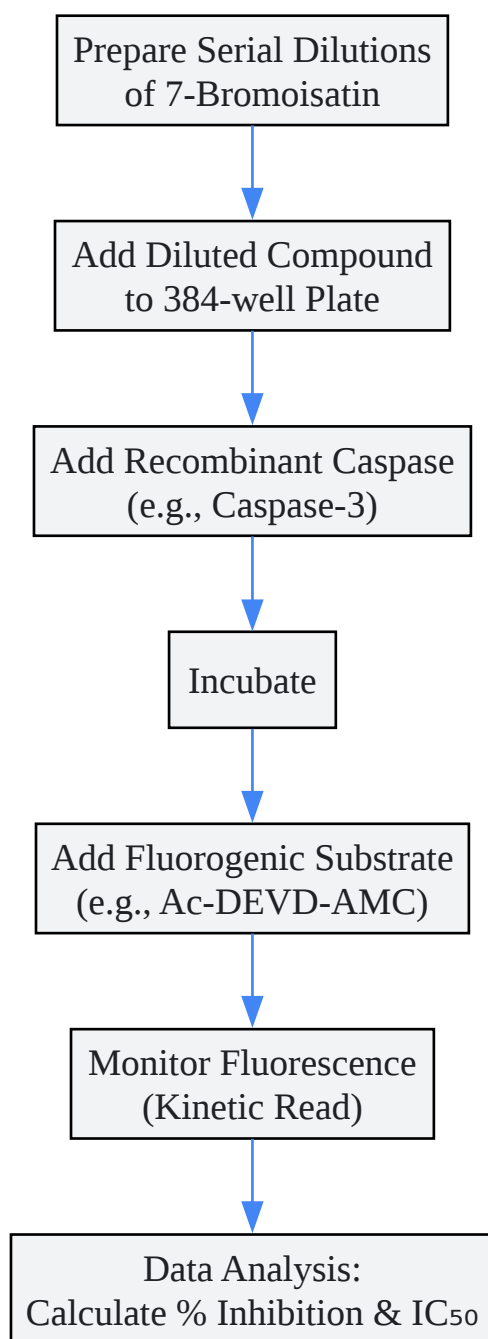 Prepare Serial Dilutions
of 7-Bromoisatin
Add Diluted Compound
to 384-well Plate
Add Recombinant Caspase
(e.g., Caspase-3)
Incubate
Add Fluorogenic Substrate
(e.g., Ac-DEVD-AMC)
Monitor Fluorescence
(Kinetic Read)
Data Analysis:
Calculate % Inhibition & IC₅₀